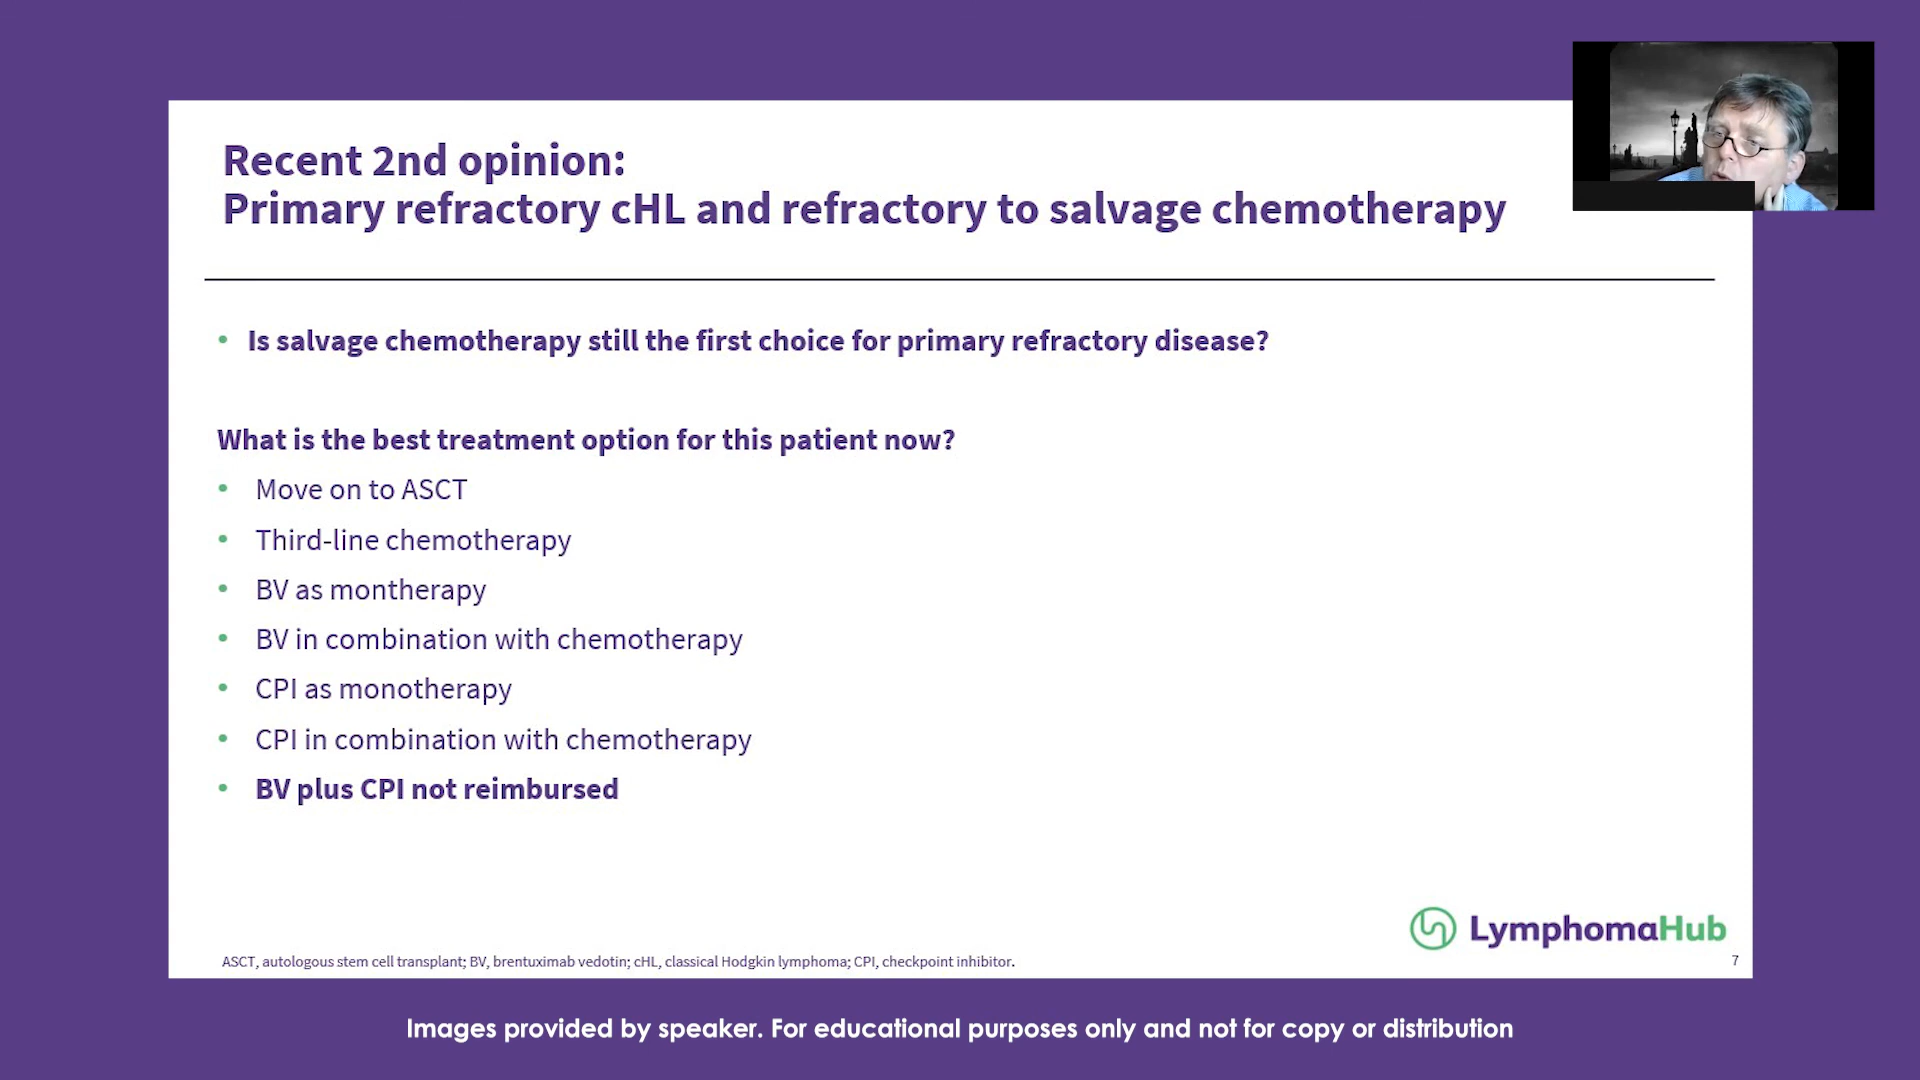 Recent 2nd opinion:
Primary refractory cHL and refractory to salvage chemotherapy
• Is salvage chemotherapy still the first choice for primary refractory disease?
What is the best treatment option for this patient now?
• Move on to ASCT
• Third-line chemotherapy
• BV as montherapy
• BV in combination with chemotherapy
• CPI as monotherapy
• CPI in combination with chemotherapy
• BV plus CPI not reimbursed
LymphomaHub
ASCT, autologous stem cell transplant; BV, brentuximab vedotin; cHL, classical Hodgkin lymphoma; CPI, checkpoint inhibitor.
7
Images provided by speaker. For educational purposes only and not for copy or distribution